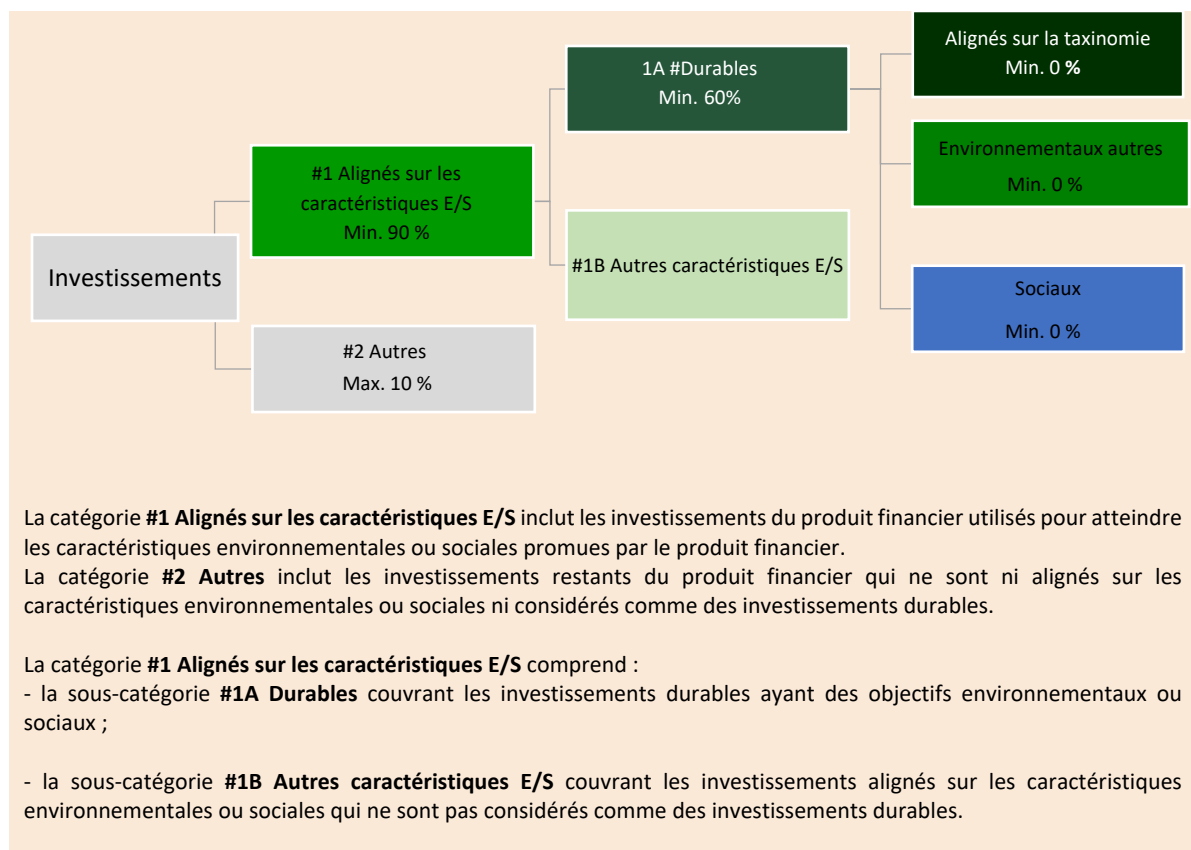 Investissements
#1 Alignés sur les
caractéristiques E/S
Min. 90 %
#2 Autres
Max. 10 %
1A #Durables
Min. 60%
#1B Autres caractéristiques E/S
Alignés sur la taxinomie
Min. 0 %
Environnementaux autres
Min. 0 %
Sociaux
Min. 0 %
La catégorie #1 Alignés sur les caractéristiques E/S inclut les investissements du produit financier utilisés pour atteindre
les caractéristiques environnementales ou sociales promues par le produit financier.
La catégorie #2 Autres inclut les investissements restants du produit financier qui ne sont ni alignés sur les
caractéristiques environnementales ou sociales ni considérés comme des investissements durables.
La catégorie #1 Alignés sur les caractéristiques E/S comprend :
- la sous-catégorie #1A Durables couvrant les investissements durables ayant des objectifs environnementaux ou
sociaux ;
- la sous-catégorie #1B Autres caractéristiques E/S couvrant les investissements alignés sur les caractéristiques
environnementales ou sociales qui ne sont pas considérés comme des investissements durables.